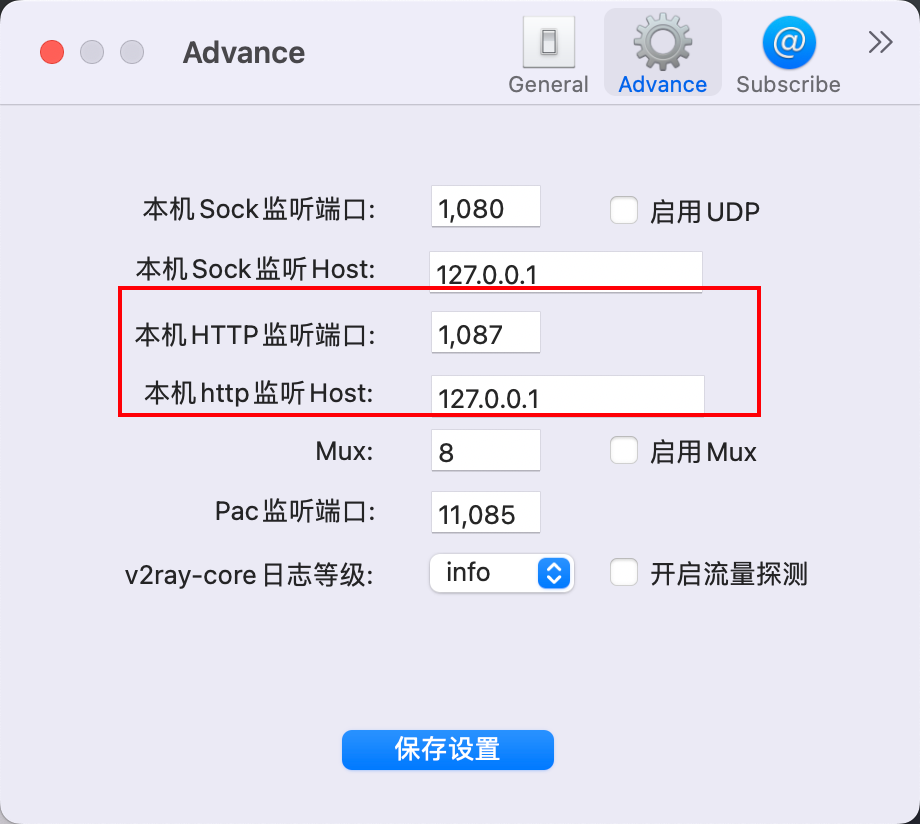 Advance
General
Advance
Subscribe
本机Sock监听端口:
1,080
启用UDP
本机Sock监听Host:
127.0.0.1
本机HTTP监听端口:
1,087
本机http监听Host:
127.0.0.1
Mux:
8
启用Mux
Pac监听端口:
11,085
v2ray-core 日志等级:
info
开启流量探测
保存设置